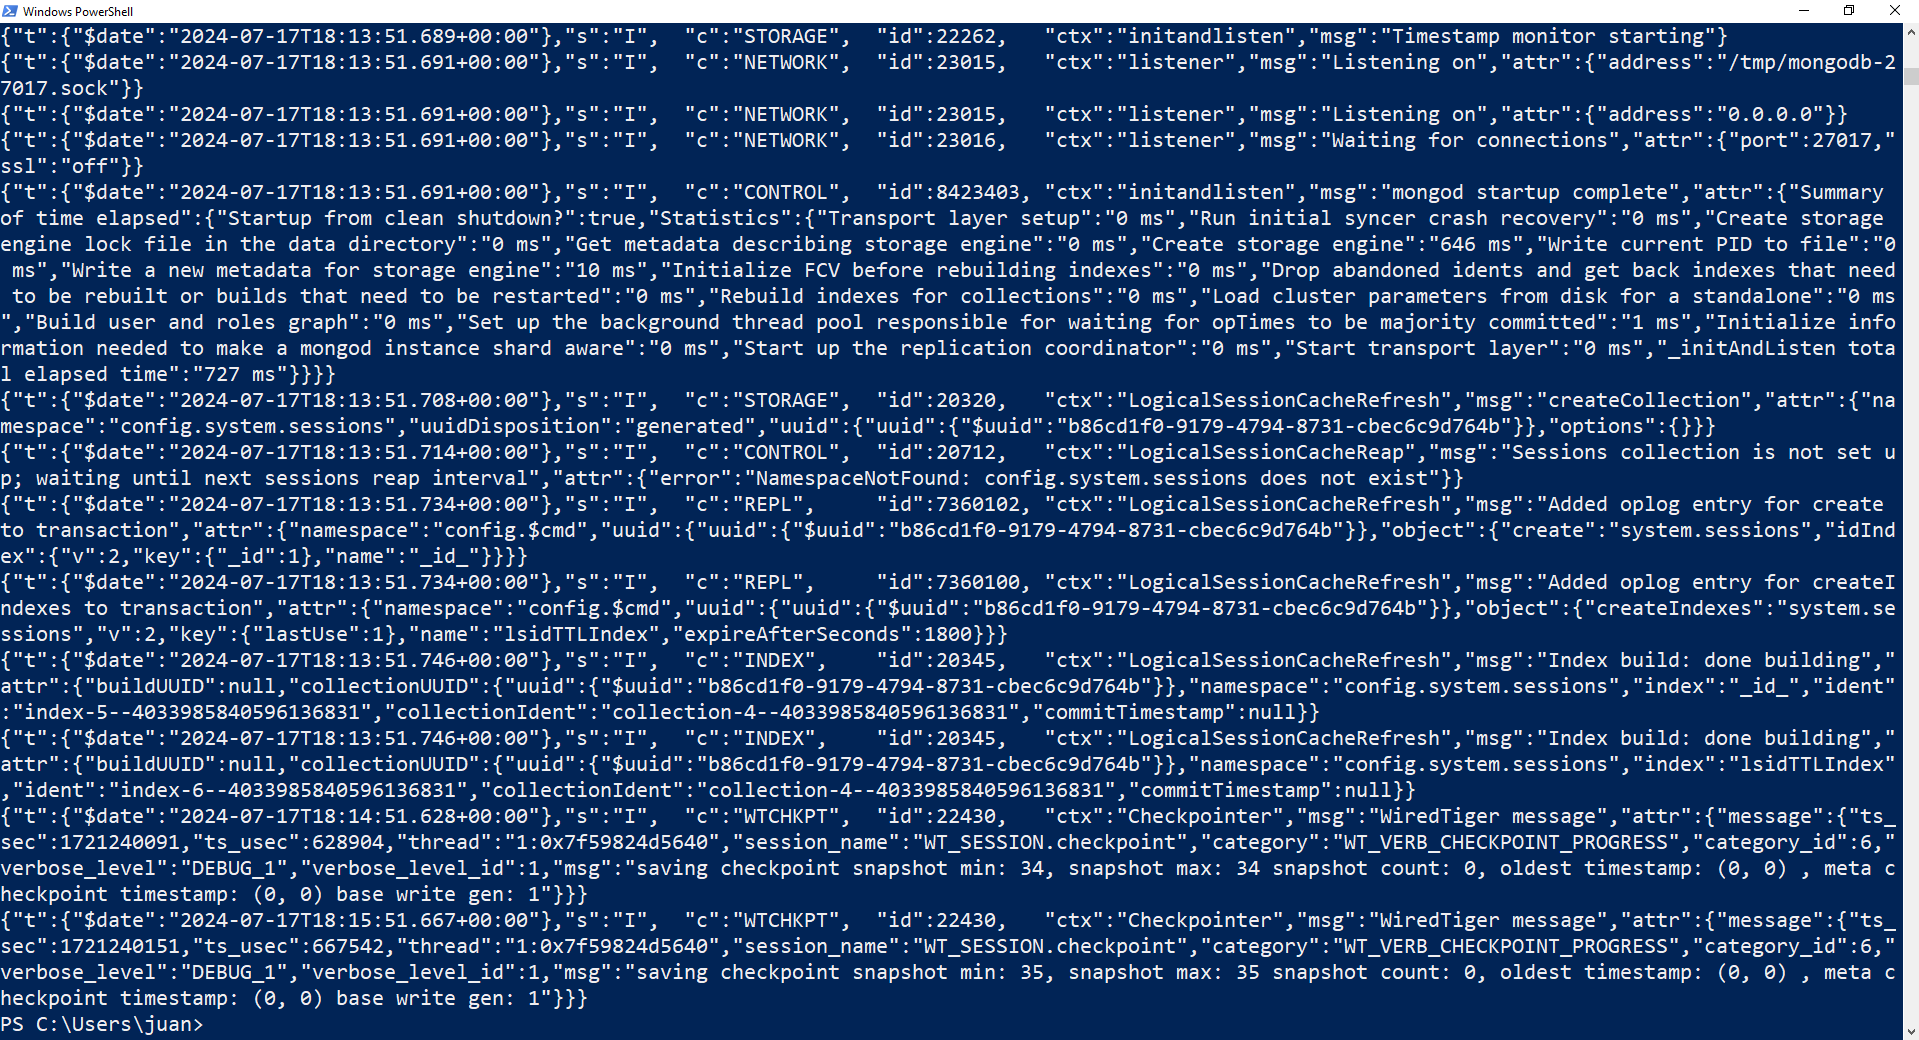 Windows PowerShell
{"t":{"$date":"2024-07-17T18:13:51.689+00:00"},"s":"I",  "c":"STORAGE",  "id":22262,   "ctx":"initandlisten","msg":"Timestamp monitor starting"}
{"t":{"$date":"2024-07-17T18:13:51.691+00:00"},"s":"I",  "c":"NETWORK",  "id":23015,   "ctx":"listener","msg":"Listening on","attr":{"address":"/tmp/mongodb-2
7017.sock"}}
{"t":{"$date":"2024-07-17T18:13:51.691+00:00"},"s":"I",  "c":"NETWORK",  "id":23015,   "ctx":"listener","msg":"Listening on","attr":{"address":"0.0.0.0"}}
{"t":{"$date":"2024-07-17T18:13:51.691+00:00"},"s":"I",  "c":"NETWORK",  "id":23016,   "ctx":"listener","msg":"Waiting for connections","attr":{"port":27017,"
ssl":"off"}}
{"t":{"$date":"2024-07-17T18:13:51.691+00:00"},"s":"I",  "c":"CONTROL",  "id":8423403, "ctx":"initandlisten","msg":"mongod startup complete","attr":{"Summary
of time elapsed":{"Startup from clean shutdown?":true,"Statistics":{"Transport layer setup":"0 ms","Run initial syncer crash recovery":"0 ms","Create storage
engine lock file in the data directory":"0 ms","Get metadata describing storage engine":"0 ms","Create storage engine":"646 ms","Write current PID to file":"0
 ms","Write a new metadata for storage engine":"10 ms","Initialize FCV before rebuilding indexes":"0 ms","Drop abandoned idents and get back indexes that need
 to be rebuilt or builds that need to be restarted":"0 ms","Rebuild indexes for collections":"0 ms","Load cluster parameters from disk for a standalone":"0 ms
","Build user and roles graph":"0 ms","Set up the background thread pool responsible for waiting for opTimes to be majority committed":"1 ms","Initialize info
rmation needed to make a mongod instance shard aware":"0 ms","Start up the replication coordinator":"0 ms","Start transport layer":"0 ms","_initAndListen tota
l elapsed time":"727 ms"}}}}
{"t":{"$date":"2024-07-17T18:13:51.708+00:00"},"s":"I",  "c":"STORAGE",  "id":20320,   "ctx":"LogicalSessionCacheRefresh","msg":"createCollection","attr":{"na
mespace":"config.system.sessions","uuidDisposition":"generated","uuid":{"uuid":{"$uuid":"b86cd1f0-9179-4794-8731-cbec6c9d764b"}},"options":{}}}
{"t":{"$date":"2024-07-17T18:13:51.714+00:00"},"s":"I",  "c":"CONTROL",  "id":20712,   "ctx":"LogicalSessionCacheReap","msg":"Sessions collection is not set u
p; waiting until next sessions reap interval","attr":{"error":"NamespaceNotFound: config.system.sessions does not exist"}}
{"t":{"$date":"2024-07-17T18:13:51.734+00:00"},"s":"I",  "c":"REPL",     "id":7360102, "ctx":"LogicalSessionCacheRefresh","msg":"Added oplog entry for create
to transaction","attr":{"namespace":"config.$cmd","uuid":{"uuid":{"$uuid":"b86cd1f0-9179-4794-8731-cbec6c9d764b"}},"object":{"create":"system.sessions","idInd
ex":{"v":2,"key":{"_id":1},"name":"_id_"}}}}
{"t":{"$date":"2024-07-17T18:13:51.734+00:00"},"s":"I",  "c":"REPL",     "id":7360100, "ctx":"LogicalSessionCacheRefresh","msg":"Added oplog entry for createI
ndexes to transaction","attr":{"namespace":"config.$cmd","uuid":{"uuid":{"$uuid":"b86cd1f0-9179-4794-8731-cbec6c9d764b"}},"object":{"createIndexes":"system.se
ssions","v":2,"key":{"lastUse":1},"name":"lsidTTLIndex","expireAfterSeconds":1800}}}
{"t":{"$date":"2024-07-17T18:13:51.746+00:00"},"s":"I",  "c":"INDEX",    "id":20345,   "ctx":"LogicalSessionCacheRefresh","msg":"Index build: done building","
attr":{"buildUUID":null,"collectionUUID":{"uuid":{"$uuid":"b86cd1f0-9179-4794-8731-cbec6c9d764b"}},"namespace":"config.system.sessions","index":"_id_","ident"
:"index-5--4033985840596136831","collectionIdent":"collection-4--4033985840596136831","commitTimestamp":null}}
{"t":{"$date":"2024-07-17T18:13:51.746+00:00"},"s":"I",  "c":"INDEX",    "id":20345,   "ctx":"LogicalSessionCacheRefresh","msg":"Index build: done building","
attr":{"buildUUID":null,"collectionUUID":{"uuid":{"$uuid":"b86cd1f0-9179-4794-8731-cbec6c9d764b"}},"namespace":"config.system.sessions","index":"lsidTTLIndex"
,"ident":"index-6--4033985840596136831","collectionIdent":"collection-4--4033985840596136831","commitTimestamp":null}}
{"t":{"$date":"2024-07-17T18:14:51.628+00:00"},"s":"I",  "c":"WTCHKPT",  "id":22430,   "ctx":"Checkpointer","msg":"WiredTiger message","attr":{"message":{"ts_
sec":1721240091,"ts_usec":628904,"thread":"1:0x7f59824d5640","session_name":"WT_SESSION.checkpoint","category":"WT_VERB_CHECKPOINT_PROGRESS","category_id":6,"
verbose_level":"DEBUG_1","verbose_level_id":1,"msg":"saving checkpoint snapshot min: 34, snapshot max: 34 snapshot count: 0, oldest timestamp: (0, 0) , meta c
heckpoint timestamp: (0, 0) base write gen: 1"}}}
{"t":{"$date":"2024-07-17T18:15:51.667+00:00"},"s":"I",  "c":"WTCHKPT",  "id":22430,   "ctx":"Checkpointer","msg":"WiredTiger message","attr":{"message":{"ts_
sec":1721240151,"ts_usec":667542,"thread":"1:0x7f59824d5640","session_name":"WT_SESSION.checkpoint","category":"WT_VERB_CHECKPOINT_PROGRESS","category_id":6,"
verbose_level":"DEBUG_1","verbose_level_id":1,"msg":"saving checkpoint snapshot min: 35, snapshot max: 35 snapshot count: 0, oldest timestamp: (0, 0) , meta c
heckpoint timestamp: (0, 0) base write gen: 1"}}}
PS C:\Users\juan>